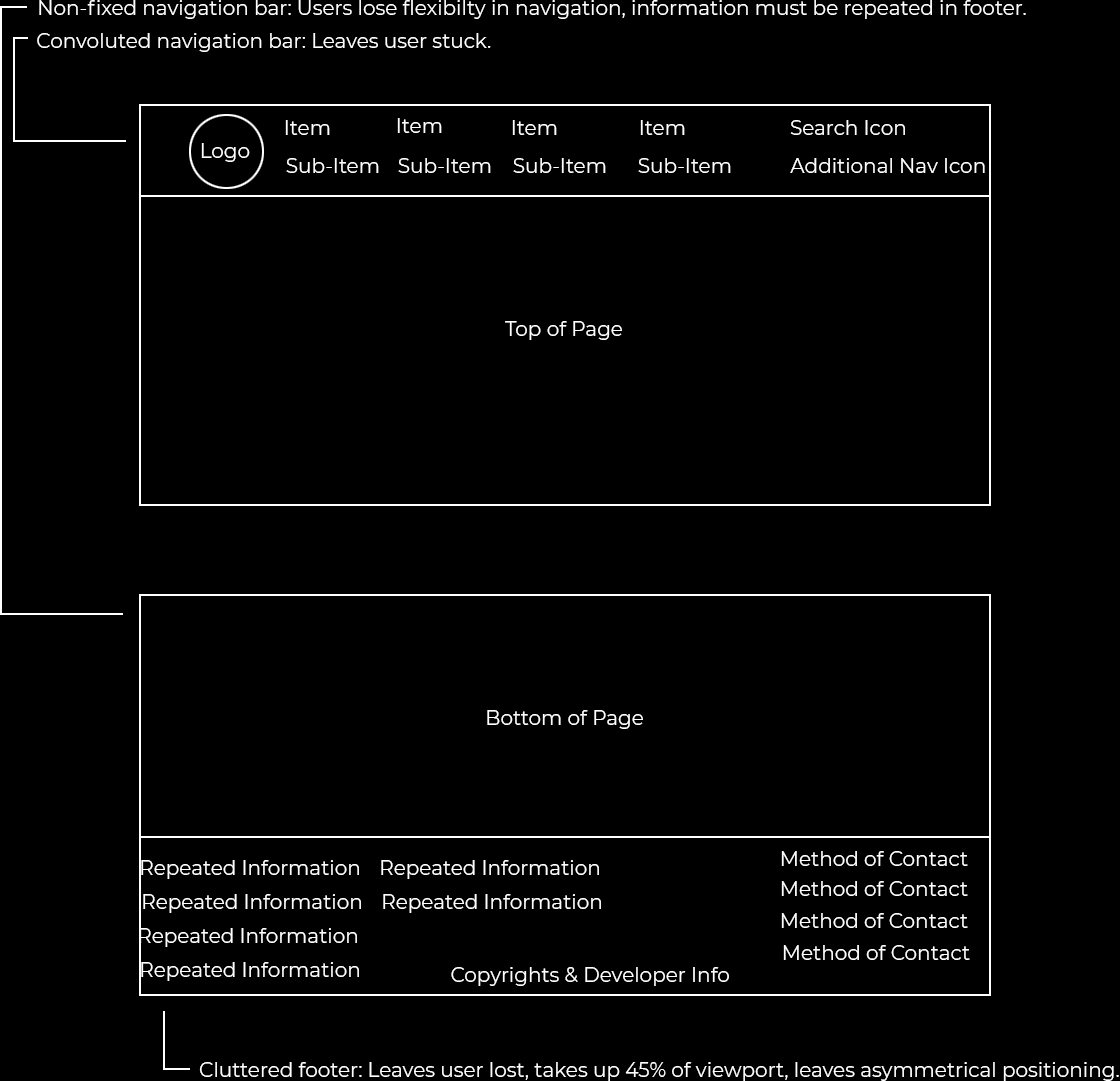 Non-fixed navigation bar: Users lose flexibilty in navigation, information must be repeated in footer.
Convoluted navigation bar: Leaves user stuck.
Logo
Item Item Item Item Search Icon
Sub-Item Sub-Item Sub-Item Sub-Item Additional Nav Icon
Top of Page
Bottom of Page
Repeated Information Repeated Information Method of Contact
Repeated Information Repeated Information Method of Contact
Repeated Information Method of Contact
Repeated Information Method of Contact
Copyrights & Developer Info
Cluttered footer: Leaves user lost, takes up 45% of viewport, leaves asymmetrical positioning.